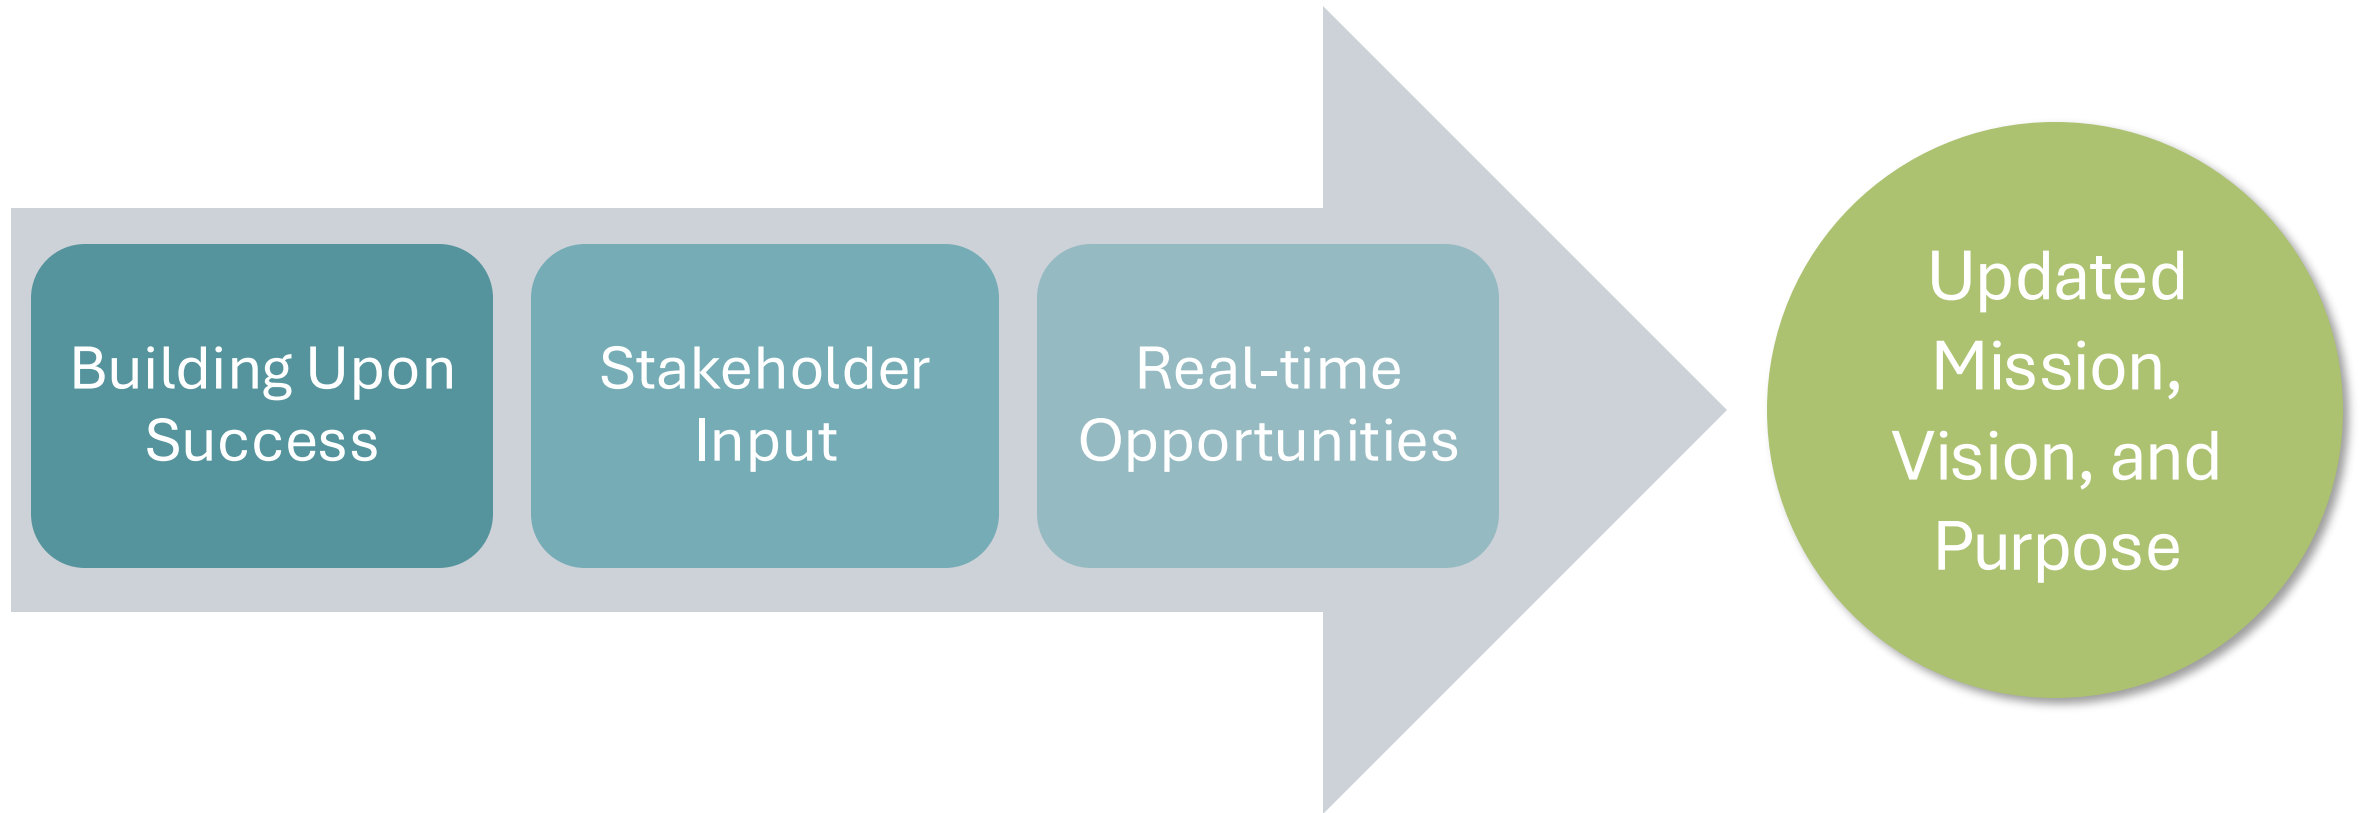 Building Upon
Success
Stakeholder
Input
Real-time
Opportunities
Updated
Mission,
Vision, and
Purpose